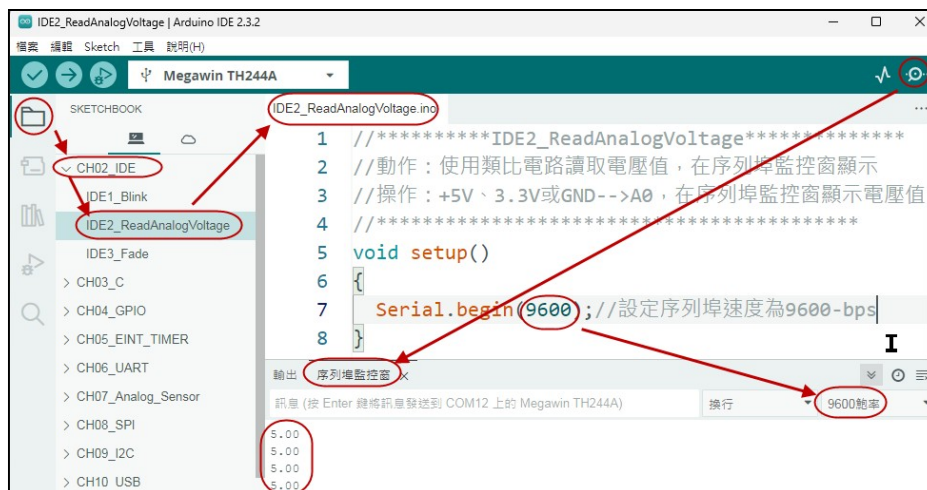 IDE2_ReadAnalogVoltage | Arduino IDE 2.3.2
檔案 編輯 Sketch 工具 說明(H)
Megawin TH244A
SKETCHBOOK
CH02_IDE
IDE1_Blink
IDE2_ReadAnalogVoltage
IDE3_Fade
CH03_C
CH04_GPIO
CH05_EINT_TIMER
CH06_UART
CH07_Analog_Sensor
CH08_SPI
CH09_I2C
CH10_USB
IDE2_ReadAnalogVoltage.ino
1 //**********IDE2_ReadAnalogVoltage**************
2 //動作：使用類比電路讀取電壓值，在序列埠監控窗顯示
3 //操作：+5V、3.3V或GND-->A0，在序列埠監控窗顯示電壓值
4 //******************************************
5 void setup()
6 {
7 Serial.begin(9600);//設定序列埠速度為9600-bps
8 }
輸出 序列埠監控窗 ×
訊息 (按 Enter 鍵將訊息發送到 COM12 上的 Megawin TH244A) 換行 9600鮑率
5.00
5.00
5.00
5.00